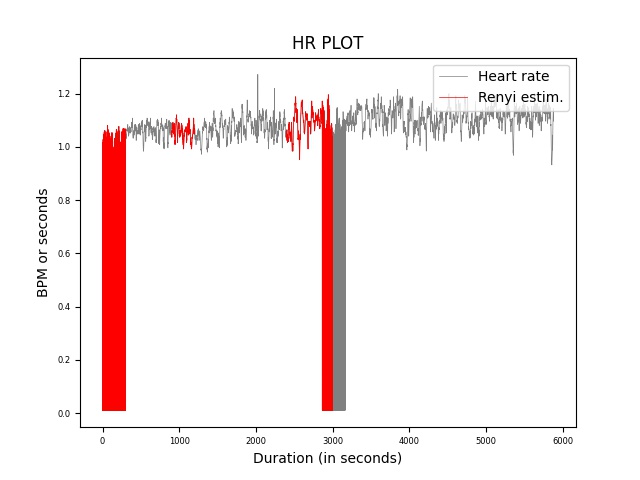 HR PLOT
Heart rate
Renyi estim.
1.2
1.0
0.8
0.6
0.4
0.2
0.0
BPM or seconds
0 1000 2000 3000 4000 5000 6000
Duration (in seconds)